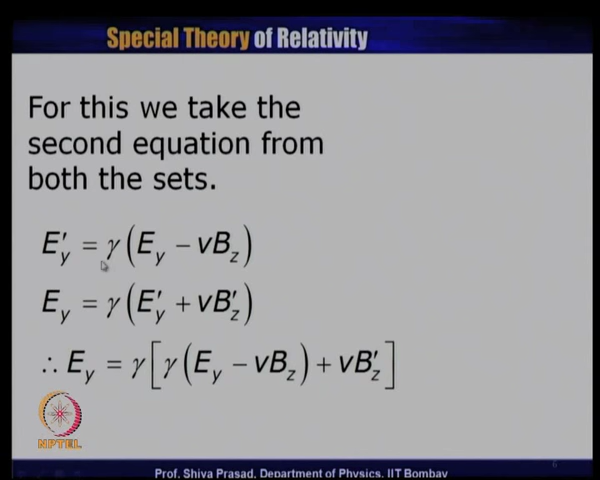 Special Theory of Relativity
For this we take the
second equation from
both the sets.
E′y = γ(Ey − vBz)
Ey = γ(E′y + vB′z)
∴ Ey = γ[γ(Ey − vBz) + vB′z]
NPTEL
6
Prof. Shiva Prasad, Department of Physics, IIT Bombay